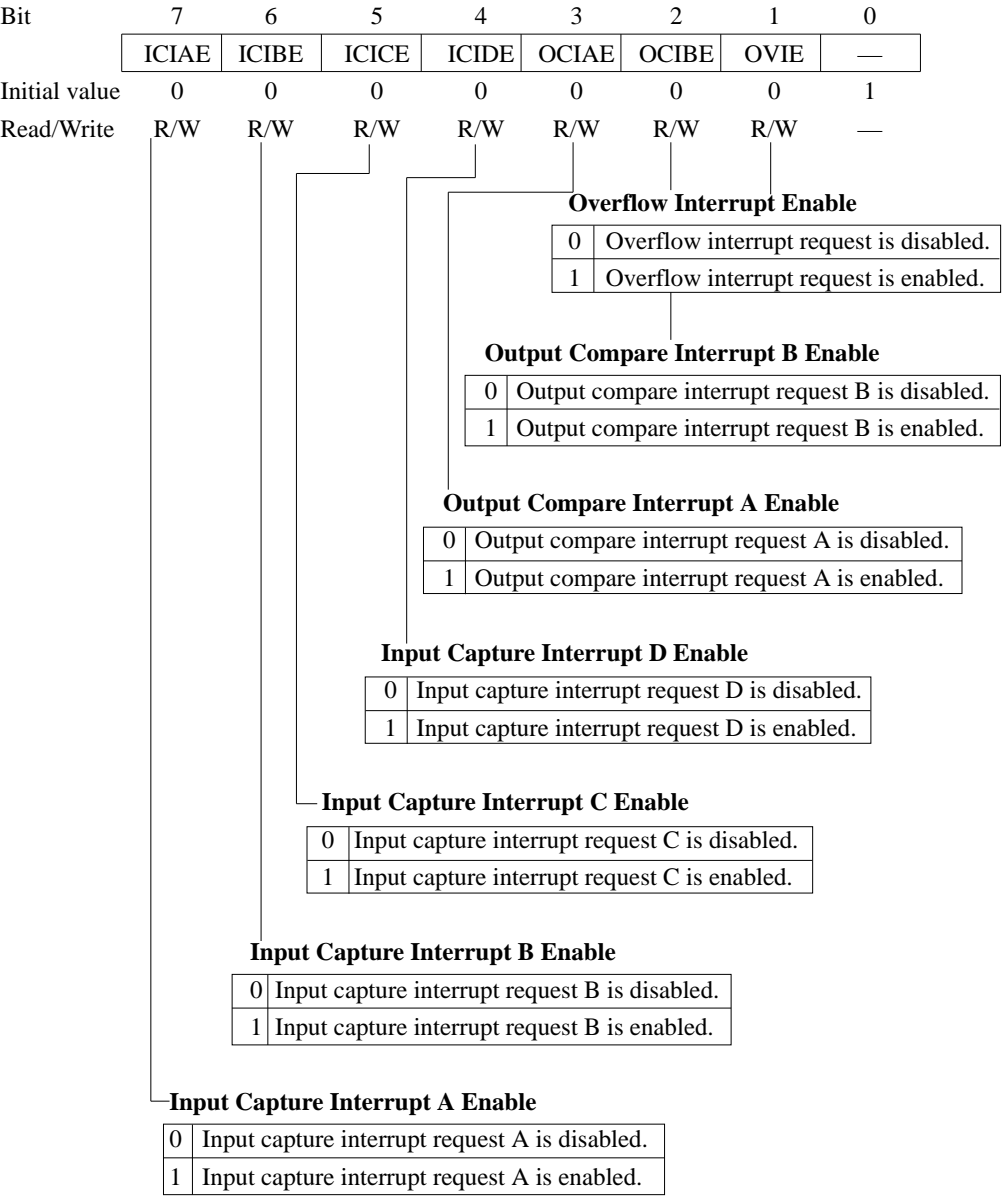 Bit 7 6 5 4 3 2 1 0
ICIAE ICIBE ICICE ICIDE OCIAE OCIBE OVIE —
Initial value 0 0 0 0 0 0 0 1
Read/Write R/W R/W R/W R/W R/W R/W R/W —
Overflow Interrupt Enable
0 Overflow interrupt request is disabled.
1 Overflow interrupt request is enabled.
Output Compare Interrupt B Enable
0 Output compare interrupt request B is disabled.
1 Output compare interrupt request B is enabled.
Output Compare Interrupt A Enable
0 Output compare interrupt request A is disabled.
1 Output compare interrupt request A is enabled.
Input Capture Interrupt D Enable
0 Input capture interrupt request D is disabled.
1 Input capture interrupt request D is enabled.
Input Capture Interrupt C Enable
0 Input capture interrupt request C is disabled.
1 Input capture interrupt request C is enabled.
Input Capture Interrupt B Enable
0 Input capture interrupt request B is disabled.
1 Input capture interrupt request B is enabled.
Input Capture Interrupt A Enable
0 Input capture interrupt request A is disabled.
1 Input capture interrupt request A is enabled.